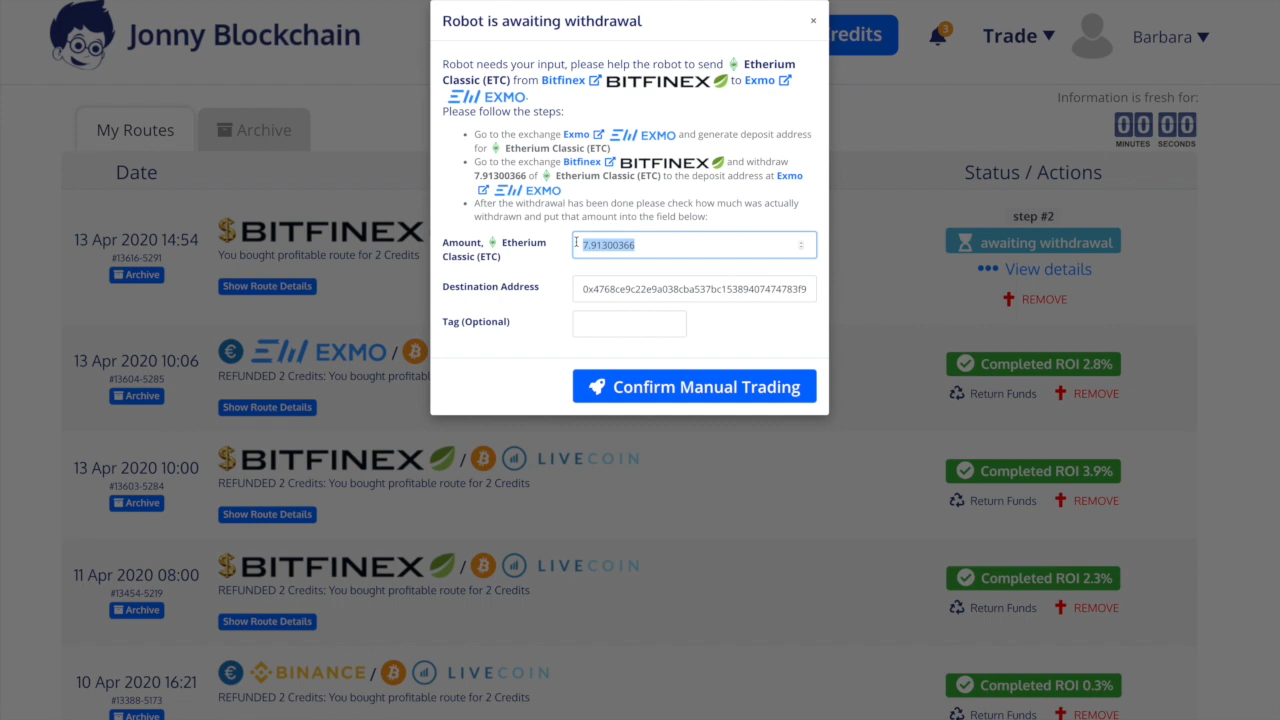 Jonny Blockchain
redits
3
Trade ▼
Barbara ▼
Robot is awaiting withdrawal
×
Robot needs your input, please help the robot to send Etherium
Classic (ETC) from Bitfinex BITFINEX to Exmo
EXMO.
Please follow the steps:
• Go to the exchange Exmo EXMO and generate deposit address
for Etherium Classic (ETC)
• Go to the exchange Bitfinex BITFINEX and withdraw
7.91300366 of Etherium Classic (ETC) to the deposit address at Exmo
EXMO
• After the withdrawal has been done please check how much was actually
withdrawn and put that amount into the field below:
Amount, Etherium
Classic (ETC)
7.91300366
Destination Address
0x4768ce9c22e9a038cba537bc15389407474783f9
Tag (Optional)
Confirm Manual Trading
Information is fresh for:
00 00
MINUTES SECONDS
My Routes
Archive
Date
Status / Actions
13 Apr 2020 14:54
#13616-5291
Archive
BITFINEX
You bought profitable route for 2 Credits
Show Route Details
step #2
awaiting withdrawal
••• View details
REMOVE
13 Apr 2020 10:06
#13604-5285
Archive
EXMO /
REFUNDED 2 Credits: You bought profitable
Show Route Details
Completed ROI 2.8%
Return Funds REMOVE
13 Apr 2020 10:00
#13603-5284
Archive
BITFINEX / LIVECOIN
REFUNDED 2 Credits: You bought profitable route for 2 Credits
Show Route Details
Completed ROI 3.9%
Return Funds REMOVE
11 Apr 2020 08:00
#13454-5219
Archive
BITFINEX / LIVECOIN
REFUNDED 2 Credits: You bought profitable route for 2 Credits
Show Route Details
Completed ROI 2.3%
Return Funds REMOVE
10 Apr 2020 16:21
#13388-5173
Archive
BINANCE / LIVECOIN
REFUNDED 2 Credits: You bought profitable route for 2 Credits
Completed ROI 0.3%
Return Funds REMOVE